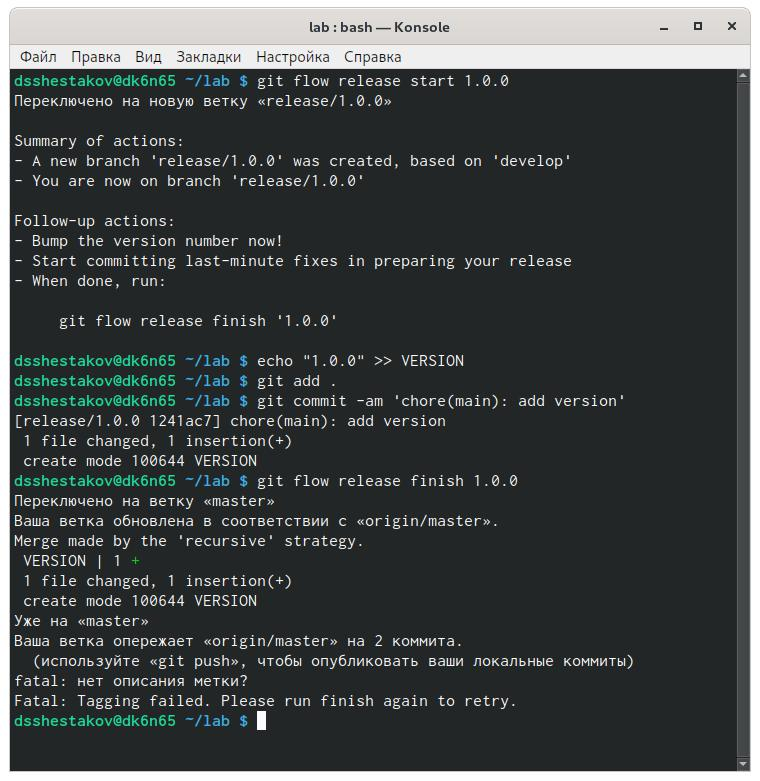 lab : bash — Konsole
Файл Правка Вид Закладки Настройка Справка
dsshestakov@dk6n65 ~/lab $ git flow release start 1.0.0
Переключено на новую ветку «release/1.0.0»
Summary of actions:
- A new branch 'release/1.0.0' was created, based on 'develop'
- You are now on branch 'release/1.0.0'
Follow-up actions:
- Bump the version number now!
- Start committing last-minute fixes in preparing your release
- When done, run:
git flow release finish '1.0.0'
dsshestakov@dk6n65 ~/lab $ echo "1.0.0" >> VERSION
dsshestakov@dk6n65 ~/lab $ git add .
dsshestakov@dk6n65 ~/lab $ git commit -am 'chore(main): add version'
[release/1.0.0 1241ac7] chore(main): add version
1 file changed, 1 insertion(+)
create mode 100644 VERSION
dsshestakov@dk6n65 ~/lab $ git flow release finish 1.0.0
Переключено на ветку «master»
Ваша ветка обновлена в соответствии с «origin/master».
Merge made by the 'recursive' strategy.
VERSION | 1 +
1 file changed, 1 insertion(+)
create mode 100644 VERSION
Уже на «master»
Ваша ветка опережает «origin/master» на 2 коммита.
(используйте «git push», чтобы опубликовать ваши локальные коммиты)
fatal: нет описания метки?
Fatal: Tagging failed. Please run finish again to retry.
dsshestakov@dk6n65 ~/lab $